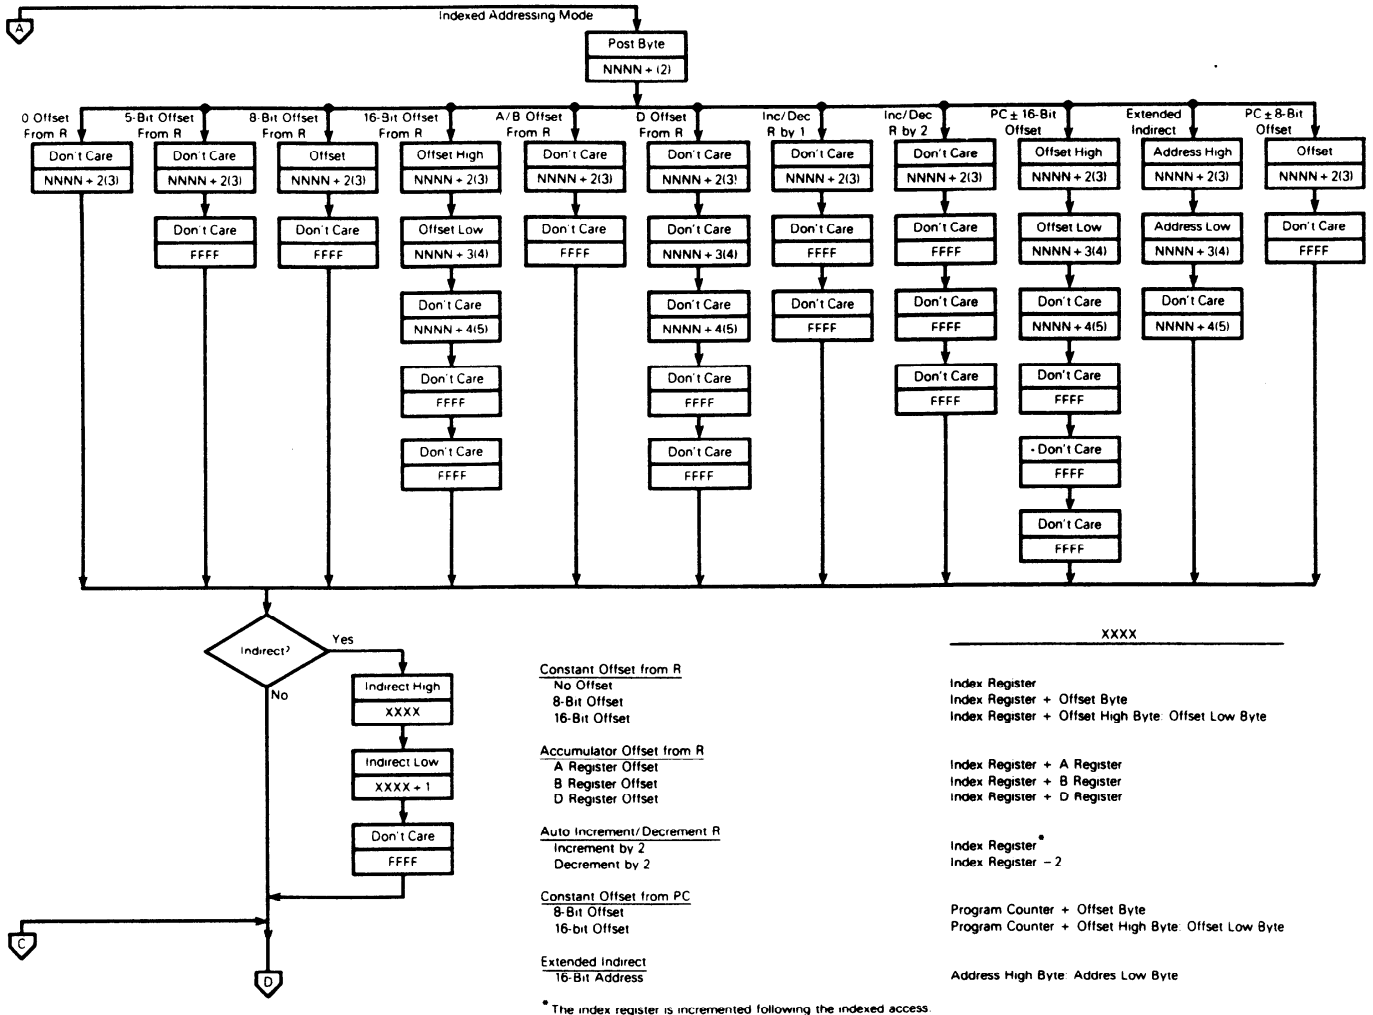 Indexed Addressing Mode
A
Post Byte
NNNN + (2)
0 Offset
From R
Don't Care
NNNN + 2(3)
5-Bit Offset
From R
Don't Care
NNNN + 2(3)
Don't Care
FFFF
8-Bit Offset
From R
Offset
NNNN + 2(3)
Don't Care
FFFF
16-Bit Offset
From R
Offset High
NNNN + 2(3)
Offset Low
NNNN + 3(4)
Don't Care
NNNN + 4(5)
Don't Care
FFFF
Don't Care
FFFF
A/B Offset
From R
Don't Care
NNNN + 2(3)
Don't Care
FFFF
D Offset
From R
Don't Care
NNNN + 2(3)
Don't Care
NNNN + 3(4)
Don't Care
NNNN + 4(5)
Don't Care
FFFF
Don't Care
FFFF
Inc/Dec
R by 1
Don't Care
NNNN + 2(3)
Don't Care
FFFF
Don't Care
FFFF
Inc/Dec
R by 2
Don't Care
NNNN + 2(3)
Don't Care
FFFF
Don't Care
FFFF
Don't Care
FFFF
PC ± 16-Bit
Offset
Offset High
NNNN + 2(3)
Offset Low
NNNN + 3(4)
Don't Care
NNNN + 4(5)
Don't Care
FFFF
Don't Care
FFFF
Don't Care
FFFF
Extended
Indirect
Address High
NNNN + 2(3)
Address Low
NNNN + 3(4)
Don't Care
NNNN + 4(5)
PC ± 8-Bit
Offset
Offset
NNNN + 2(3)
Don't Care
FFFF
Indirect?
Yes
No
Indirect High
XXXX
Indirect Low
XXXX + 1
Don't Care
FFFF
C
D
XXXX
Constant Offset from R
No Offset Index Register
8-Bit Offset Index Register + Offset Byte
16-Bit Offset Index Register + Offset High Byte: Offset Low Byte
Accumulator Offset from R
A Register Offset Index Register + A Register
B Register Offset Index Register + B Register
D Register Offset Index Register + D Register
Auto Increment/Decrement R
Increment by 2 Index Register*
Decrement by 2 Index Register - 2
Constant Offset from PC
8-Bit Offset Program Counter + Offset Byte
16-bit Offset Program Counter + Offset High Byte: Offset Low Byte
Extended Indirect
16-Bit Address Address High Byte: Addres Low Byte
* The index register is incremented following the indexed access.